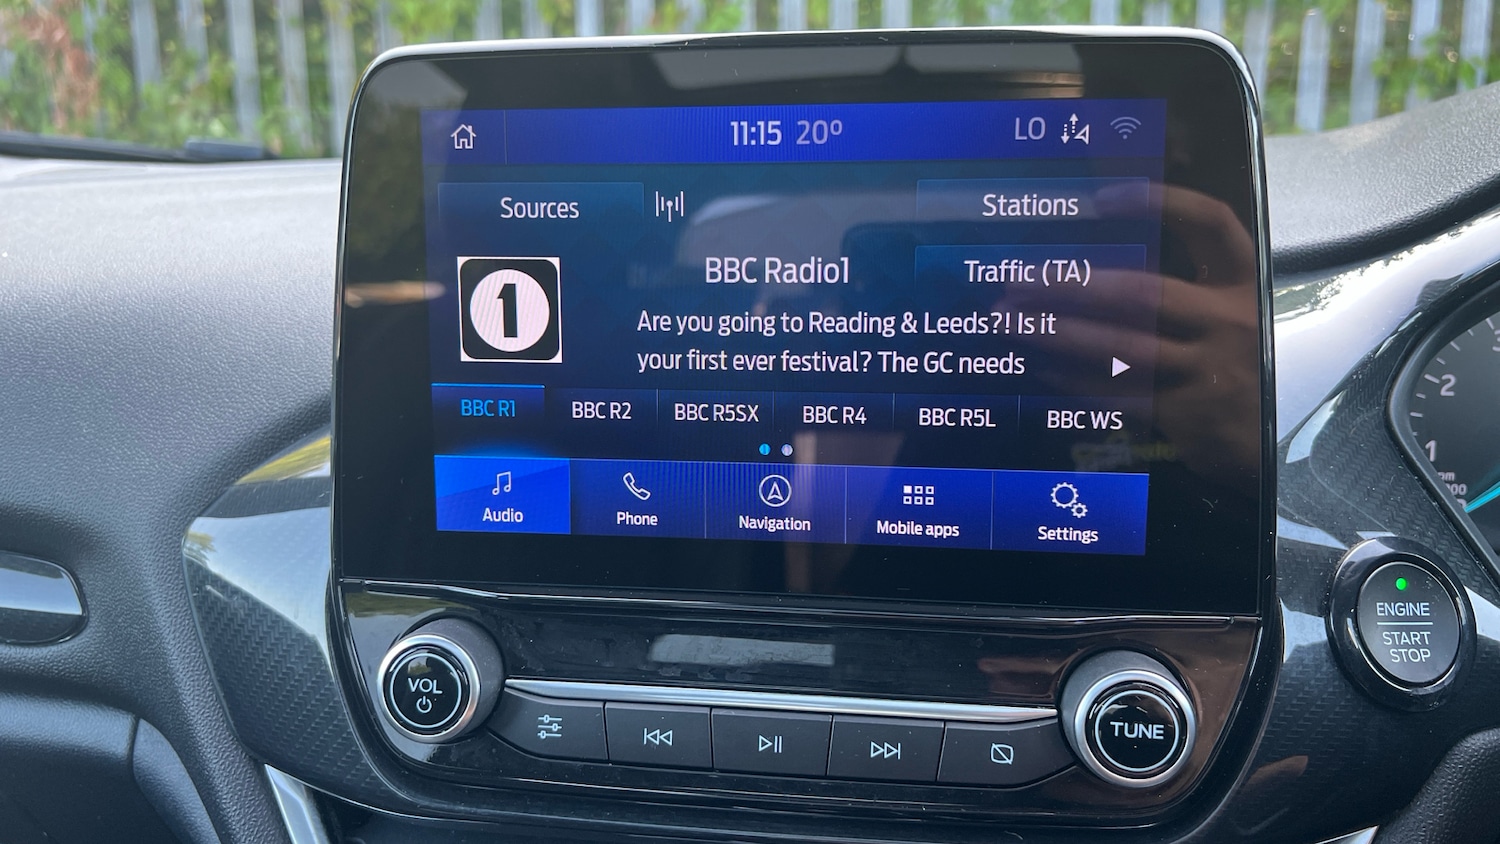 11:15 20º LO
Sources
Stations
1
BBC Radio1
Traffic (TA)
Are you going to Reading & Leeds?! Is it
your first ever festival? The GC needs
BBC R1 BBC R2 BBC R5SX BBC R4 BBC R5L BBC WS
Audio Phone Navigation Mobile apps Settings
VOL
TUNE
ENGINE
START
STOP
2
1